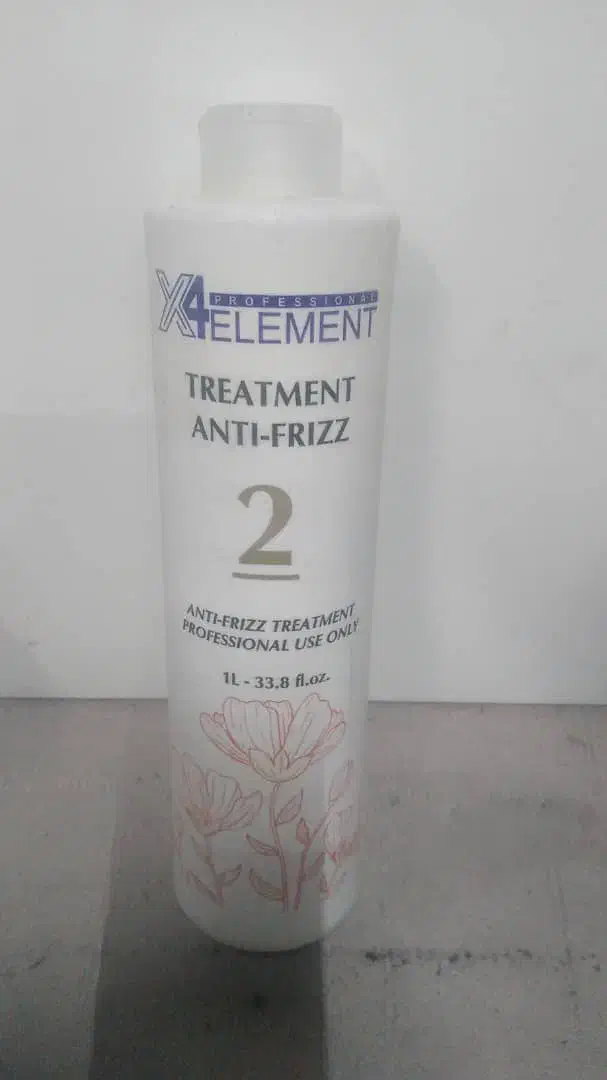 X4
PROFESSIONAL
ELEMENT
TREATMENT
ANTI-FRIZZ
2
ANTI-FRIZZ TREATMENT
PROFESSIONAL USE ONLY
1L - 33.8 fl.oz.